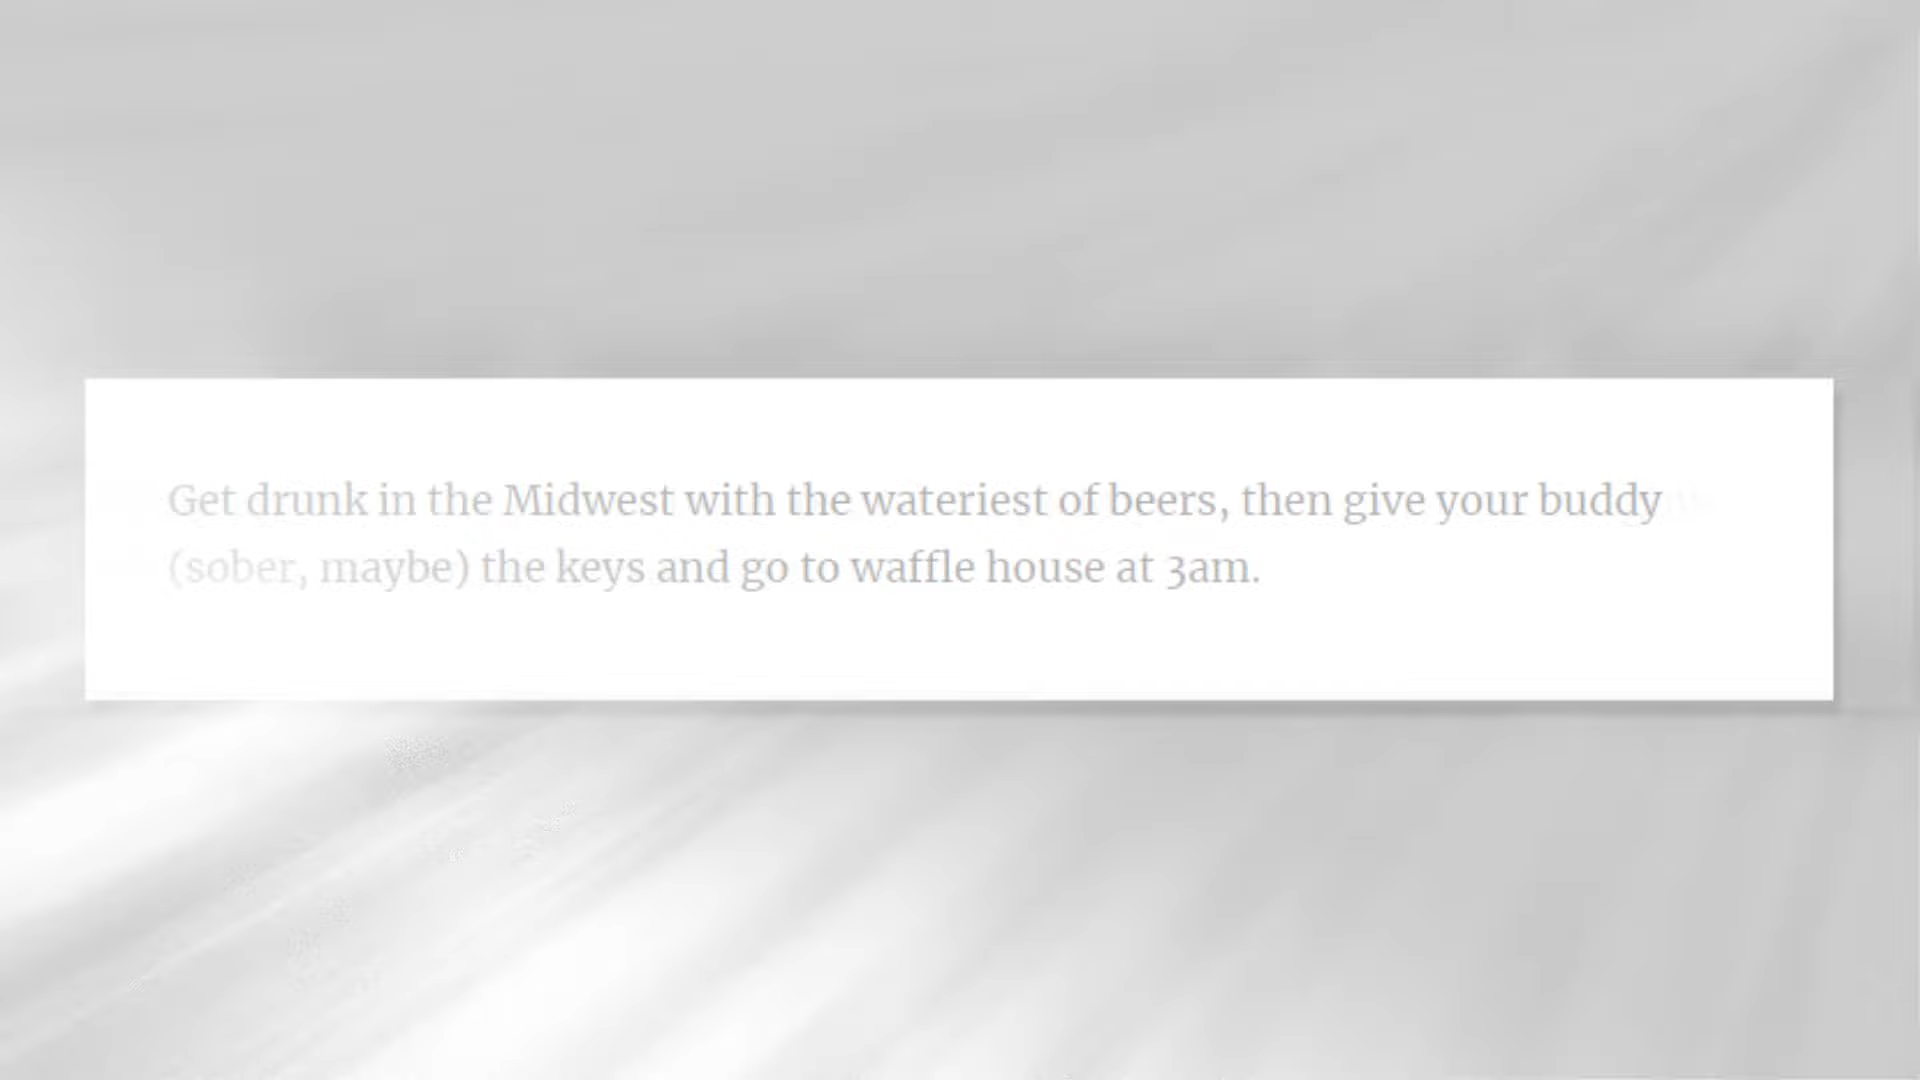 Get drunk in the Midwest with the wateriest of beers, then give your buddy
(sober, maybe) the keys and go to waffle house at 3am.